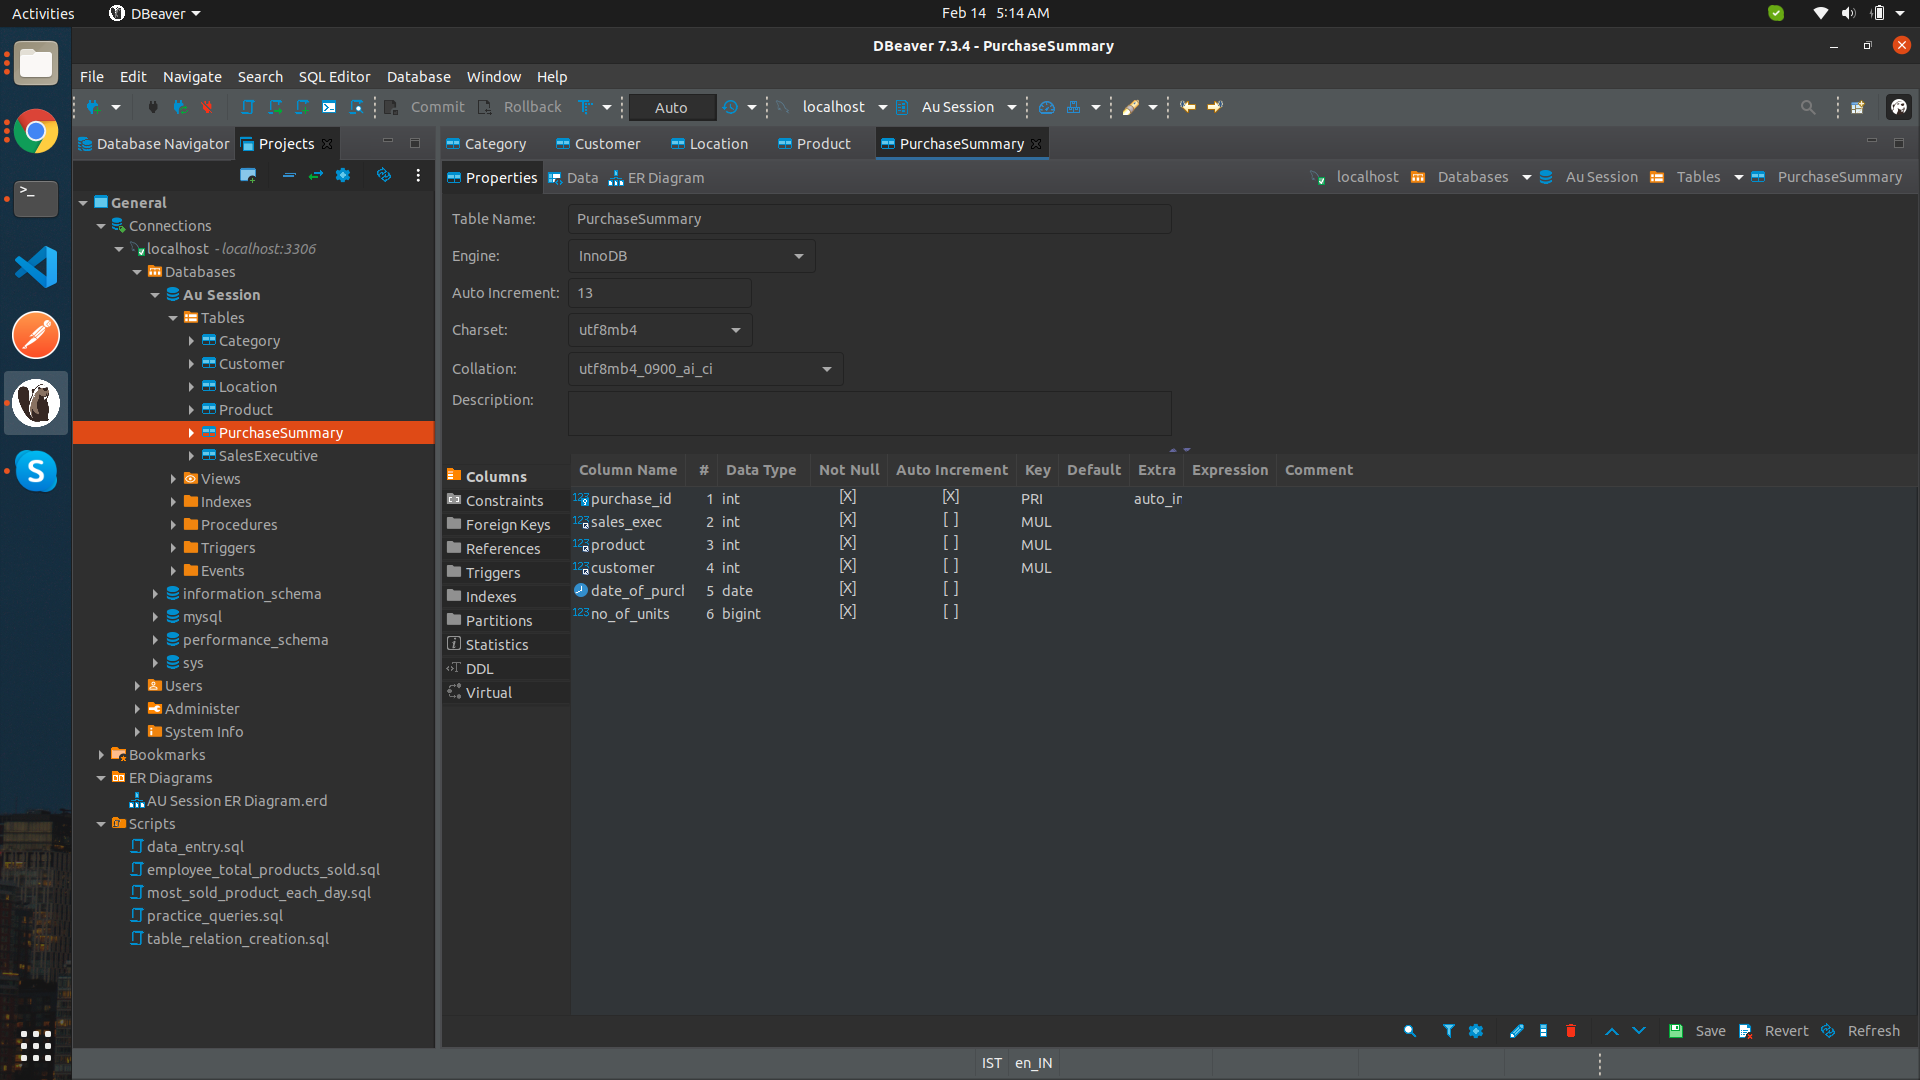 Activities DBeaver Feb 14 5:14 AM
DBeaver 7.3.4 - PurchaseSummary
File Edit Navigate Search SQL Editor Database Window Help
Commit Rollback Auto localhost Au Session
Database Navigator Projects
General
Connections
localhost - localhost:3306
Databases
Au Session
Tables
Category
Customer
Location
Product
PurchaseSummary
SalesExecutive
Views
Indexes
Procedures
Triggers
Events
information_schema
mysql
performance_schema
sys
Users
Administer
System Info
Bookmarks
ER Diagrams
AU Session ER Diagram.erd
Scripts
data_entry.sql
employee_total_products_sold.sql
most_sold_product_each_day.sql
practice_queries.sql
table_relation_creation.sql
Category Customer Location Product PurchaseSummary
Properties Data ER Diagram localhost Databases Au Session Tables PurchaseSummary
Table Name: PurchaseSummary
Engine: InnoDB
Auto Increment: 13
Charset: utf8mb4
Collation: utf8mb4_0900_ai_ci
Description:
Columns
Constraints
Foreign Keys
References
Triggers
Indexes
Partitions
Statistics
DDL
Virtual
Column Name # Data Type Not Null Auto Increment Key Default Extra Expression Comment
123 purchase_id 1 int [X] [X] PRI auto_in
123 sales_exec 2 int [X] [ ] MUL
123 product 3 int [X] [ ] MUL
123 customer 4 int [X] [ ] MUL
date_of_purcl 5 date [X] [ ]
123 no_of_units 6 bigint [X] [ ]
Save Revert Refresh
IST en_IN